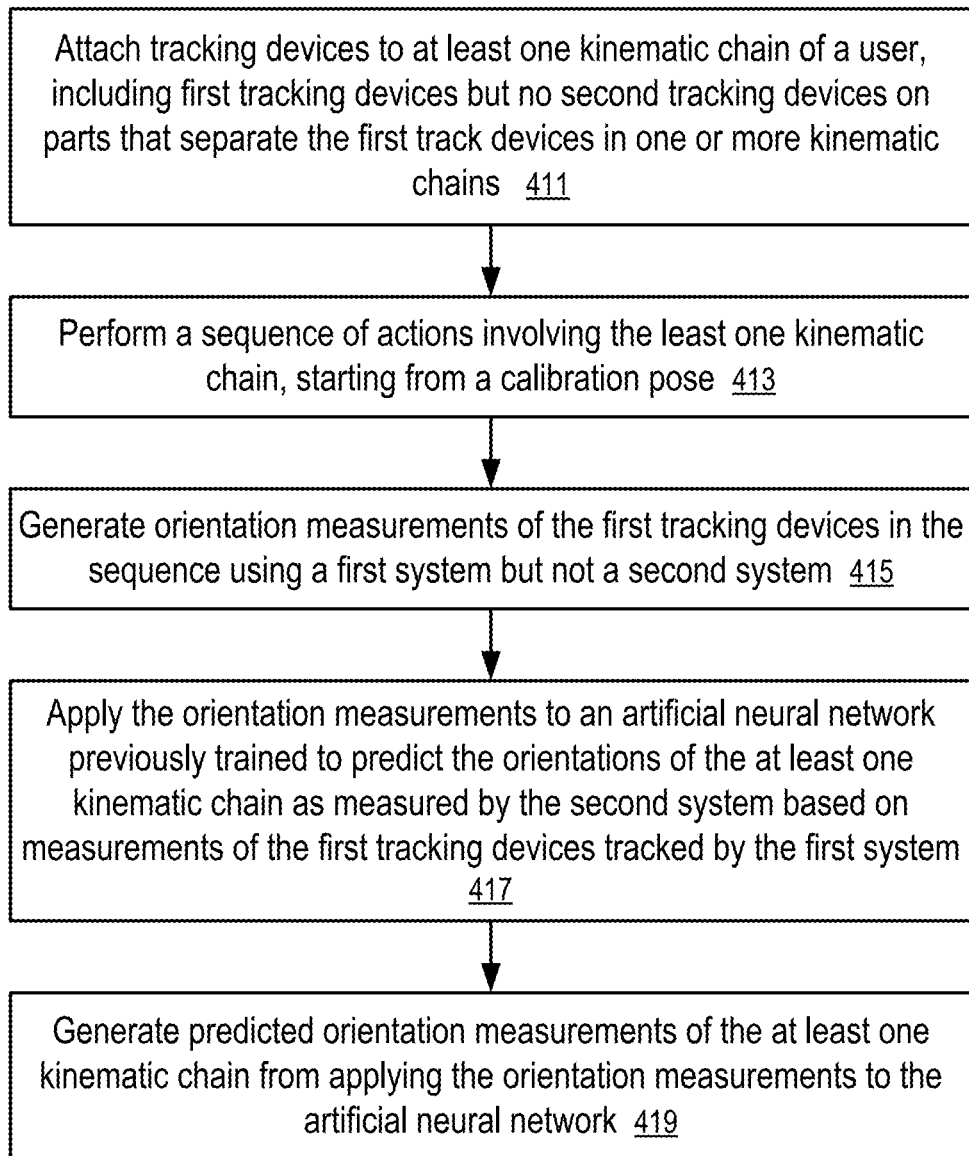 Attach tracking devices to at least one kinematic chain of a user,
including first tracking devices but no second tracking devices on
parts that separate the first track devices in one or more kinematic
chains 411
Perform a sequence of actions involving the least one kinematic
chain, starting from a calibration pose 413
Generate orientation measurements of the first tracking devices in the
sequence using a first system but not a second system 415
Apply the orientation measurements to an artificial neural network
previously trained to predict the orientations of the at least one
kinematic chain as measured by the second system based on
measurements of the first tracking devices tracked by the first system
417
Generate predicted orientation measurements of the at least one
kinematic chain from applying the orientation measurements to the
artificial neural network 419